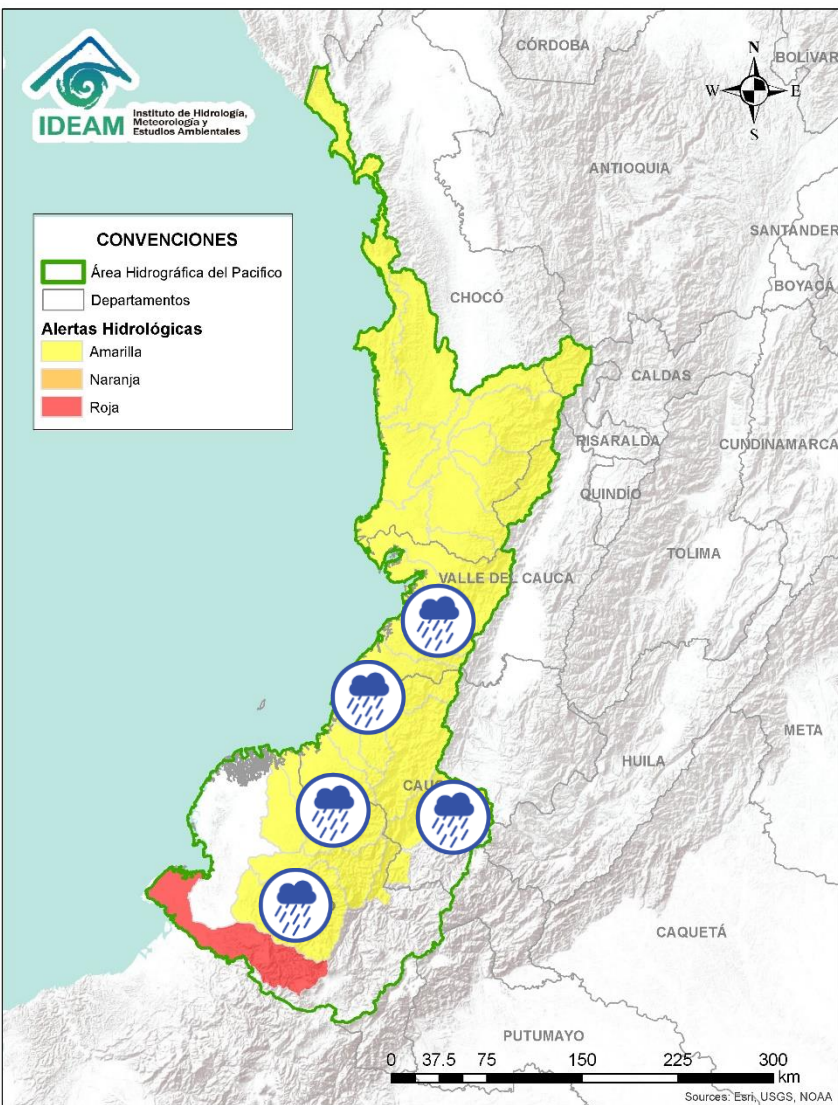 IDEAM
Instituto de Hidrología,
Meteorología y
Estudios Ambientales
CÓRDOBA
BOLÍVAR
N
W
E
S
ANTIOQUIA
SANTANDER
BOYACÁ
CHOCÓ
CALDAS
RISARALDA
CUNDINAMARCA
QUINDÍO
TOLIMA
VALLE DEL CAUCA
META
HUILA
CAQUETÁ
PUTUMAYO
CONVENCIONES
Área Hidrográfica del Pacifico
Departamentos
Alertas Hidrológicas
Amarilla
Naranja
Roja
0 37.5 75 150 225 300
km
Sources: Esri, USGS, NOAA